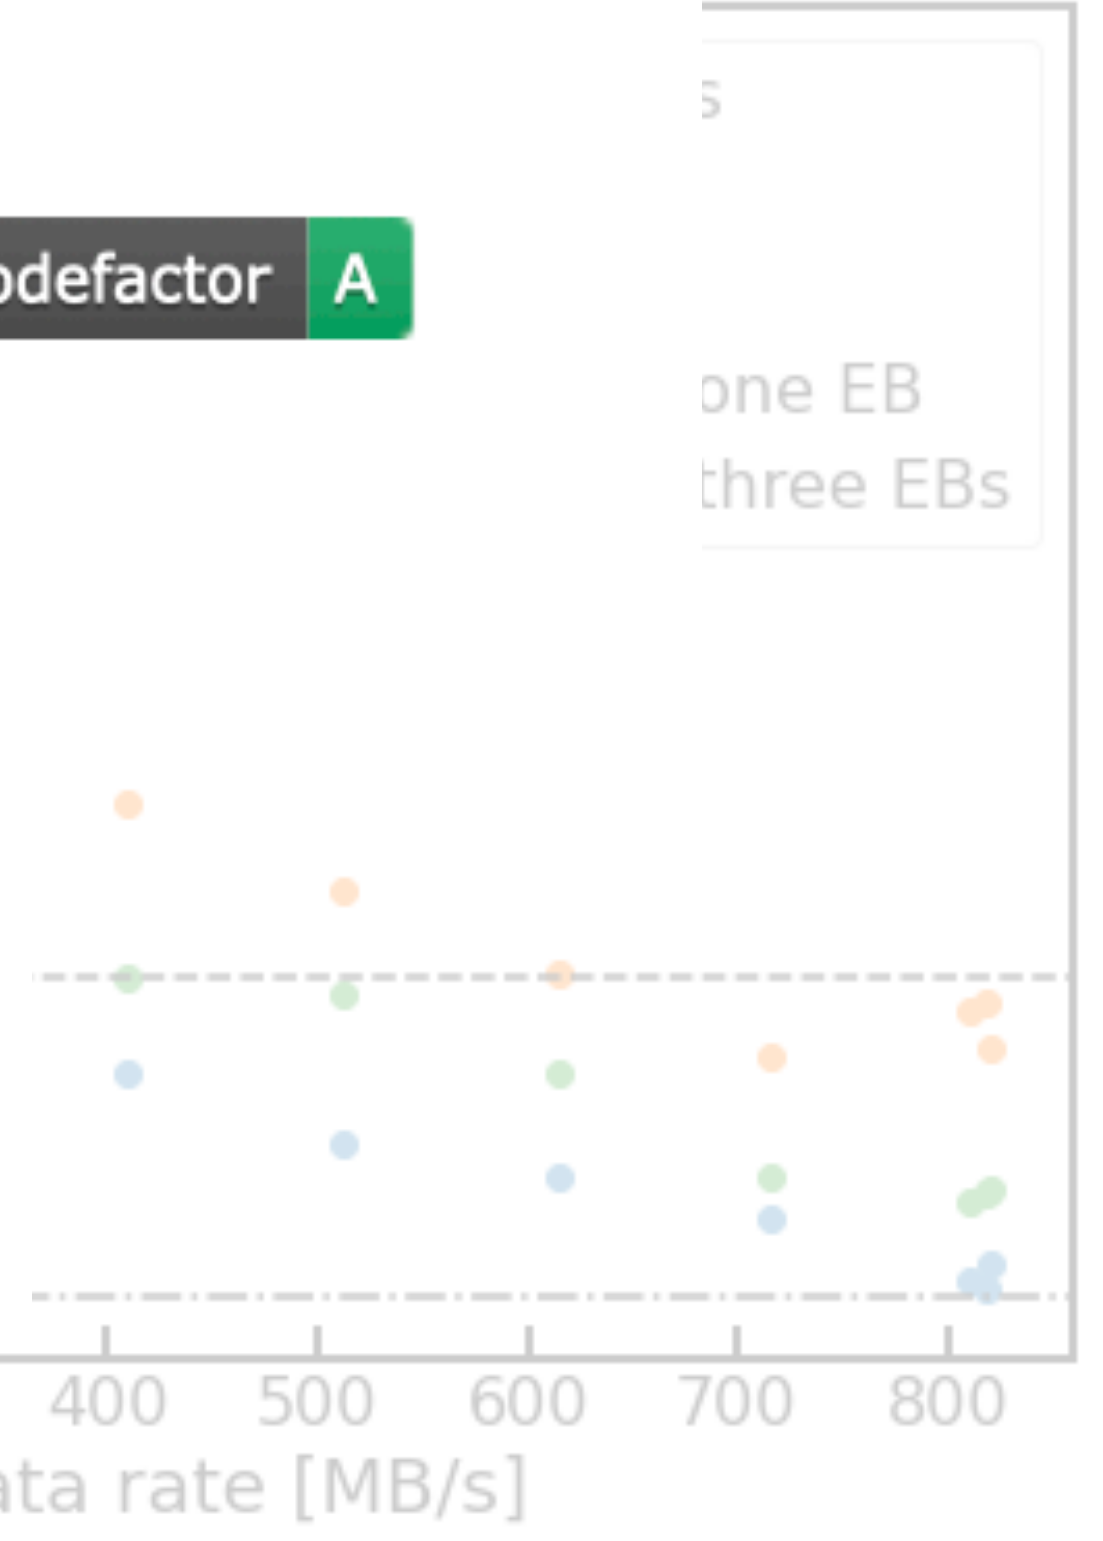 s
odefactor A
one EB
three EBs
400 500 600 700 800
ata rate [MB/s]